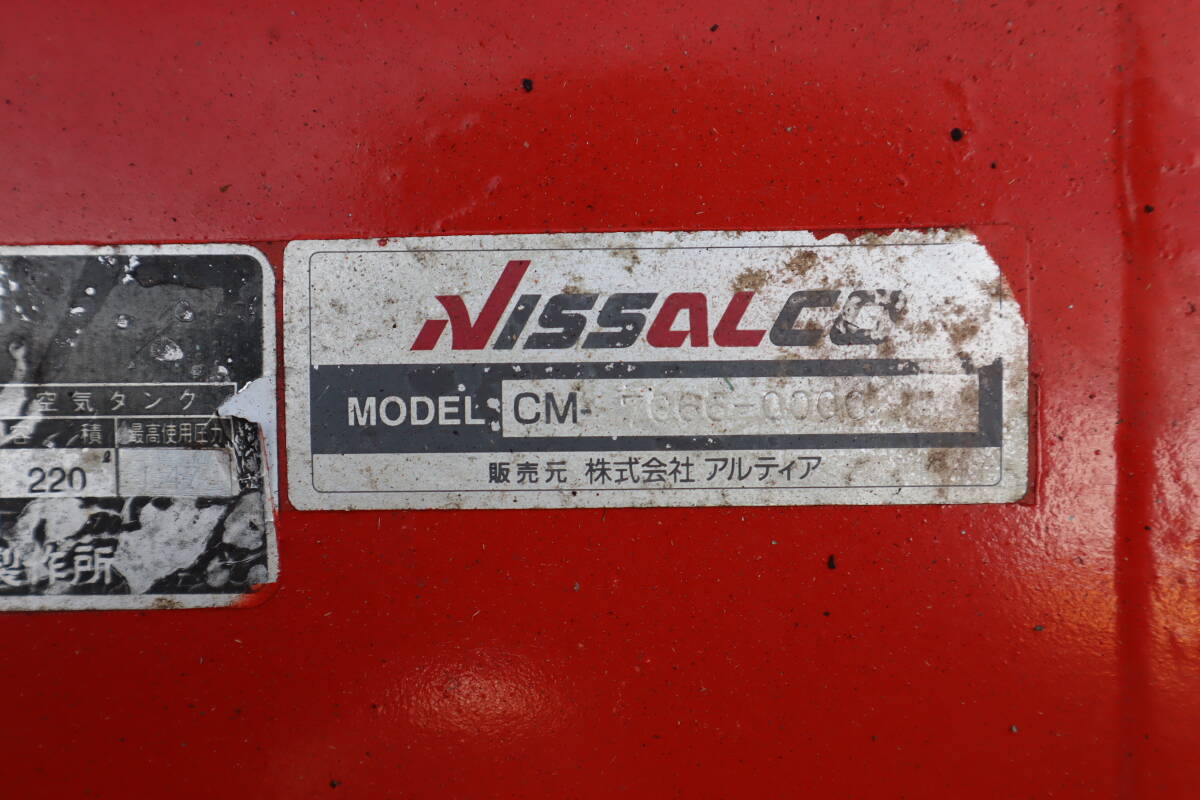 空気タンク
容積 ℓ 最高使用圧力
220
製作所
NISSALCO
MODEL CM-
販売元 株式会社 アルティア